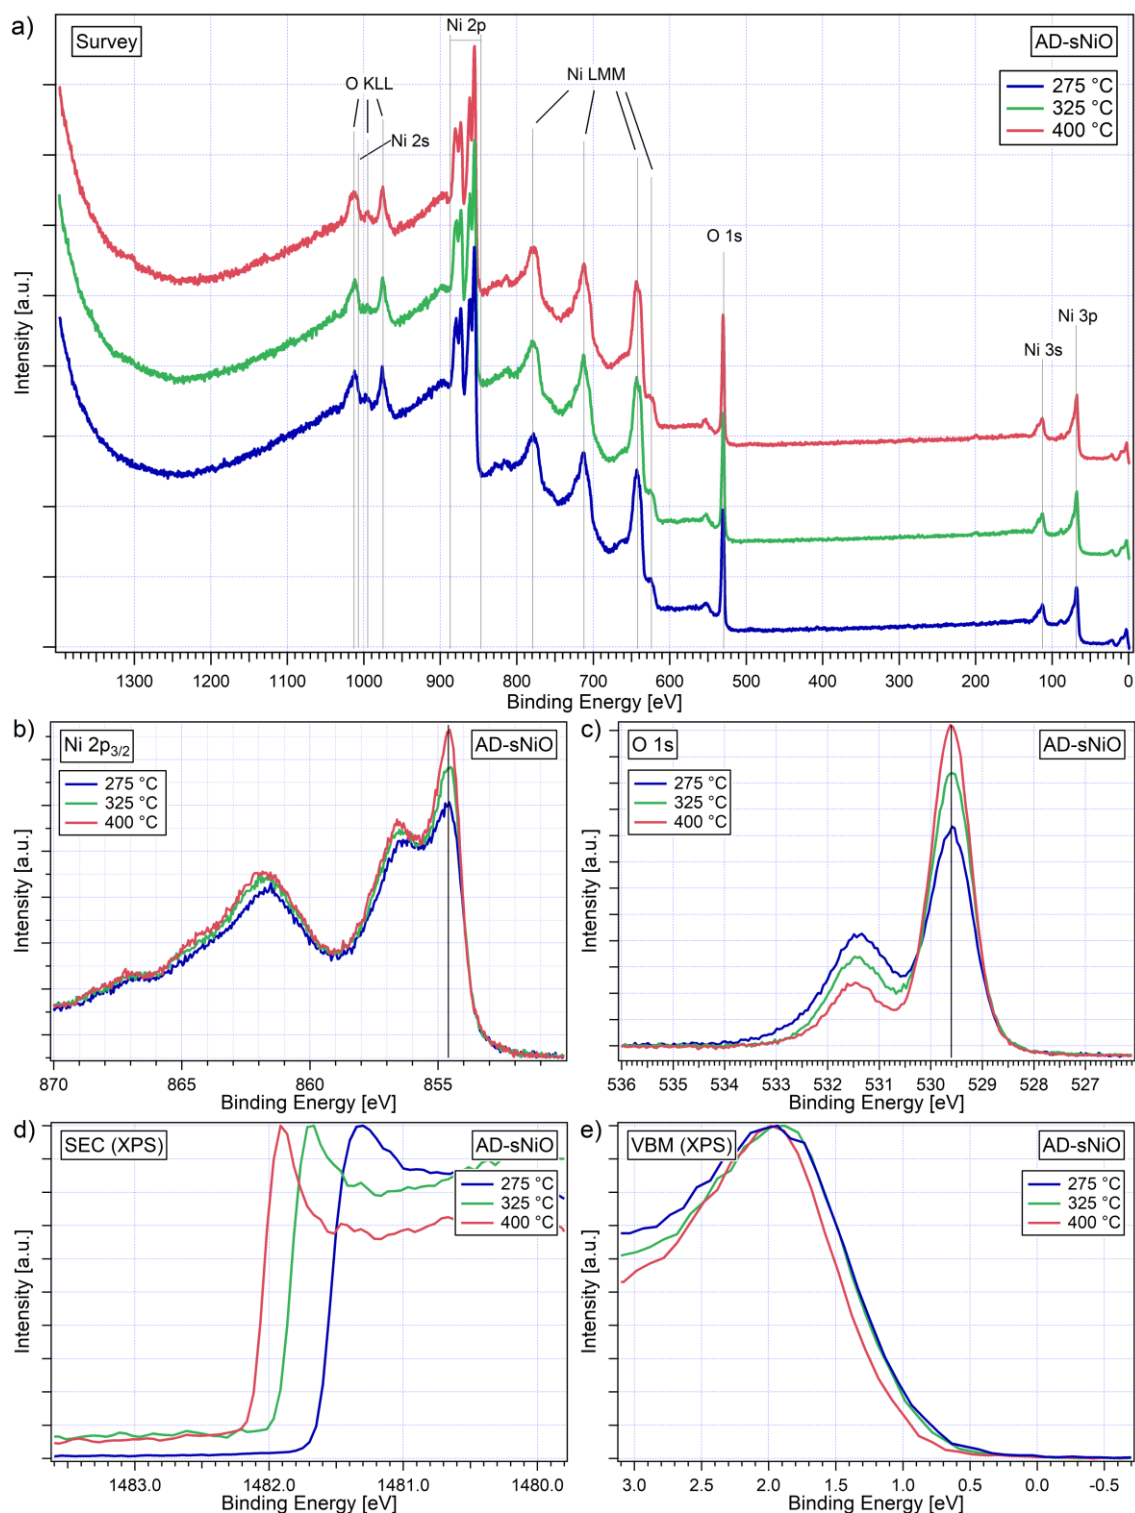 a)
Survey
Ni 2p
AD-sNiO
275 °C
325 °C
400 °C
O KLL
Ni 2s
Ni LMM
O 1s
Ni 3s
Ni 3p
Intensity [a.u.]
1300 1200 1100 1000 900 800 700 600 500 400 300 200 100 0
Binding Energy [eV]
b)
Ni 2p3/2
AD-sNiO
275 °C
325 °C
400 °C
Intensity [a.u.]
870 865 860 855
Binding Energy [eV]
c)
O 1s
AD-sNiO
275 °C
325 °C
400 °C
Intensity [a.u.]
536 535 534 533 532 531 530 529 528 527
Binding Energy [eV]
d)
SEC (XPS)
AD-sNiO
275 °C
325 °C
400 °C
Intensity [a.u.]
1483.0 1482.0 1481.0 1480.0
Binding Energy [eV]
e)
VBM (XPS)
AD-sNiO
275 °C
325 °C
400 °C
Intensity [a.u.]
3.0 2.5 2.0 1.5 1.0 0.5 0.0 -0.5
Binding Energy [eV]